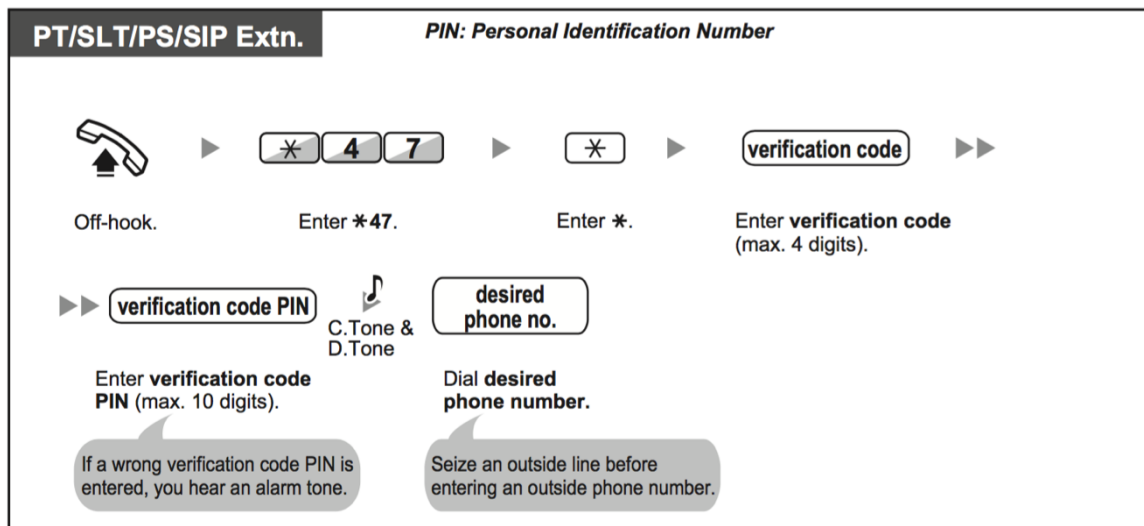 PT/SLT/PS/SIP Extn.
PIN: Personal Identification Number
* 4 7
*
verification code
Off-hook.
Enter *47.
Enter *.
Enter verification code
(max. 4 digits).
verification code PIN
C.Tone &
D.Tone
desired
phone no.
Enter verification code
PIN (max. 10 digits).
Dial desired
phone number.
If a wrong verification code PIN is
entered, you hear an alarm tone.
Seize an outside line before
entering an outside phone number.